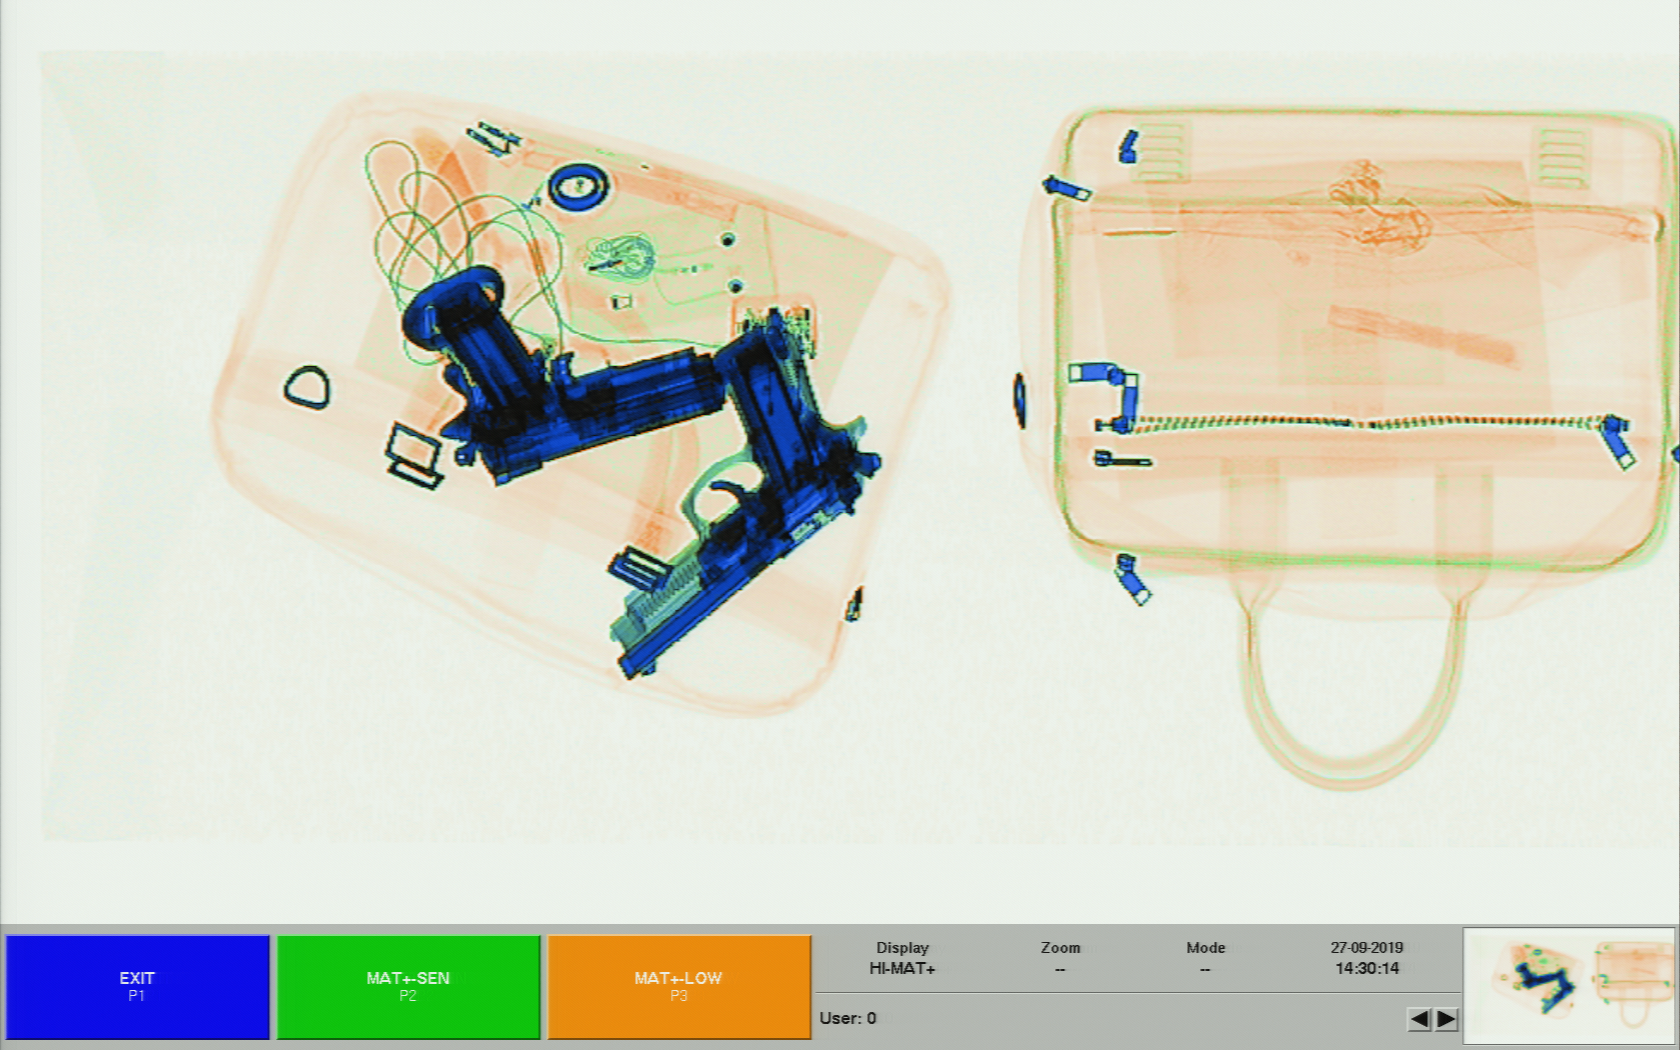 EXIT
P1
MAT+-SEN
P2
MAT+-LOW
P3
Display
HI-MAT+
Zoom
--
Mode
--
27-09-2019
14:30:14
User: 0